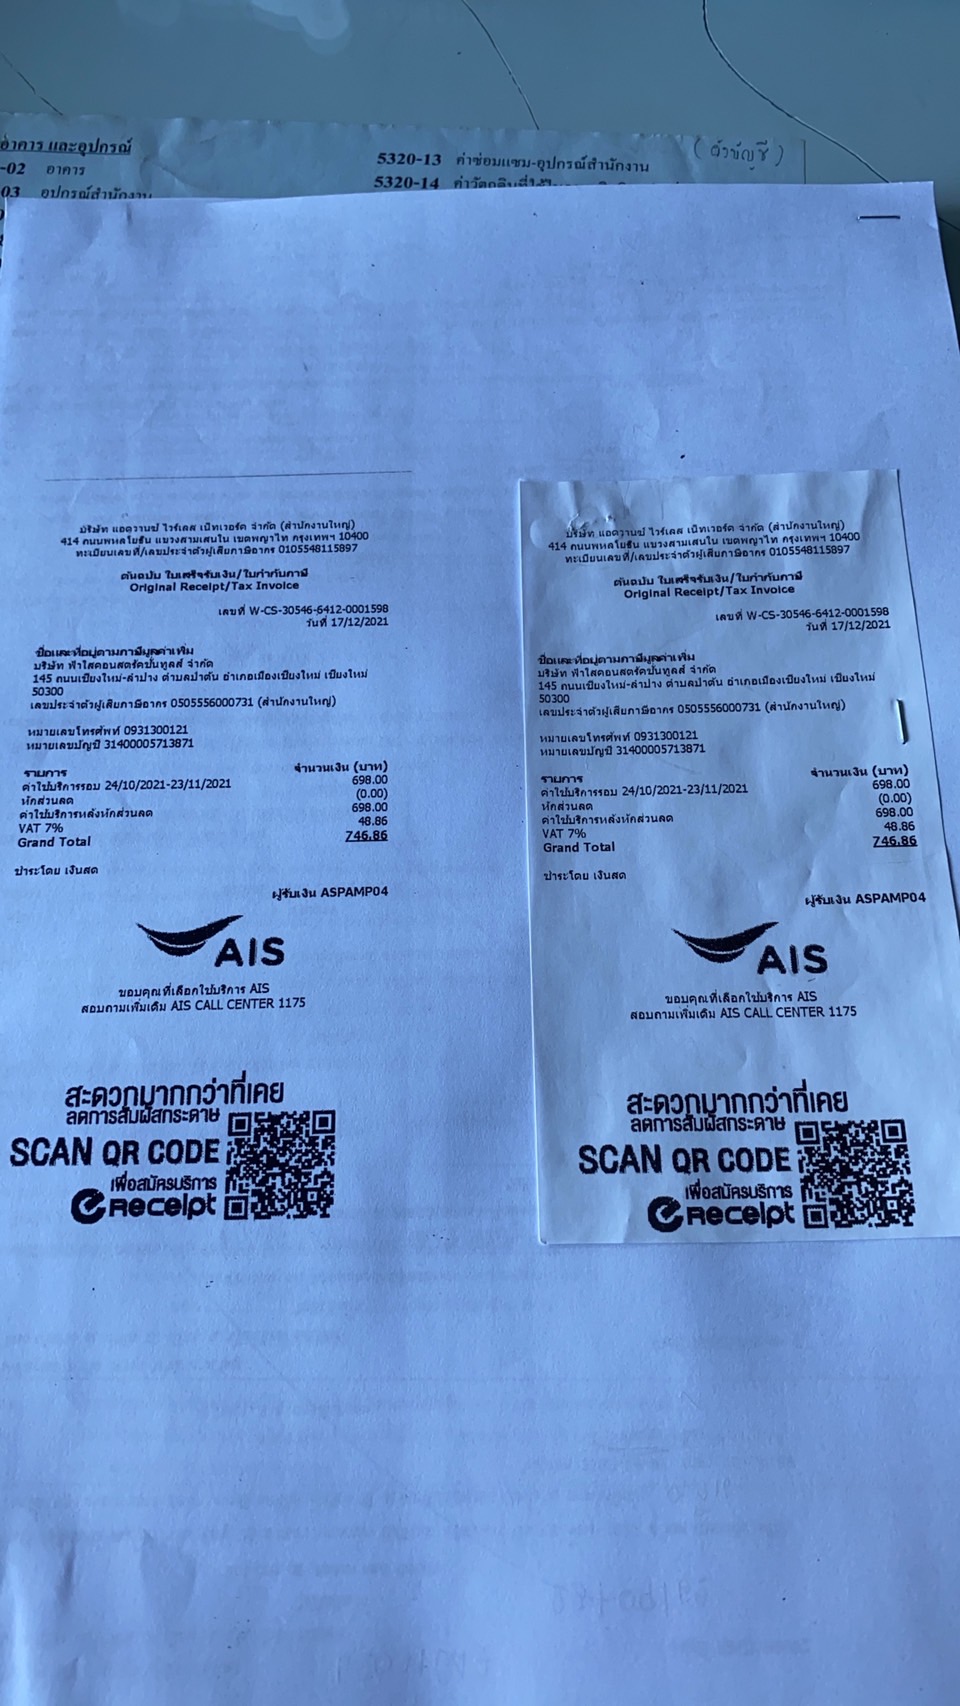 อาคาร และอุปกรณ์
-02 อาคาร
03 อุปกรณ์สำนักงาน
5320-13 ค่าซ่อมแซม-อุปกรณ์สำนักงาน
5320-14
(ผังบัญชี)
บริษัท แอดวานซ์ ไวร์เลส เน็ทเวอร์ค จำกัด (สำนักงานใหญ่)
414 ถนนพหลโยธิน แขวงสามเสนใน เขตพญาไท กรุงเทพฯ 10400
ทะเบียนเลขที่/เลขประจำตัวผู้เสียภาษีอากร 0105548115897
ต้นฉบับ ใบเสร็จรับเงิน/ใบกำกับภาษี
Original Receipt/Tax Invoice
เลขที่ W-CS-30546-6412-0001598
วันที่ 17/12/2021
ชื่อและที่อยู่ตามภาษีมูลค่าเพิ่ม
บริษัท ฟ้าใสคอนสตรัคชั่นทูลส์ จำกัด
145 ถนนเชียงใหม่-ลำปาง ตำบลป่าตัน อำเภอเมืองเชียงใหม่ เชียงใหม่
50300
เลขประจำตัวผู้เสียภาษีอากร 0505556000731 (สำนักงานใหญ่)
หมายเลขโทรศัพท์ 0931300121
หมายเลขบัญชี 31400005713871
รายการ จำนวนเงิน (บาท)
ค่าใช้บริการรอบ 24/10/2021-23/11/2021 698.00
หักส่วนลด (0.00)
ค่าใช้บริการหลังหักส่วนลด 698.00
VAT 7% 48.86
Grand Total 746.86
ชำระโดย เงินสด
ผู้รับเงิน ASPAMP04
AIS
ขอบคุณที่เลือกใช้บริการ AIS
สอบถามเพิ่มเติม AIS CALL CENTER 1175
สะดวกมากกว่าที่เคย
ลดการสัมผัสกระดาษ
SCAN QR CODE
เพื่อสมัครบริการ
eReceipt
บริษัท แอดวานซ์ ไวร์เลส เน็ทเวอร์ค จำกัด (สำนักงานใหญ่)
414 ถนนพหลโยธิน แขวงสามเสนใน เขตพญาไท กรุงเทพฯ 10400
ทะเบียนเลขที่/เลขประจำตัวผู้เสียภาษีอากร 0105548115897
ต้นฉบับ ใบเสร็จรับเงิน/ใบกำกับภาษี
Original Receipt/Tax Invoice
เลขที่ W-CS-30546-6412-0001598
วันที่ 17/12/2021
ชื่อและที่อยู่ตามภาษีมูลค่าเพิ่ม
บริษัท ฟ้าใสคอนสตรัคชั่นทูลส์ จำกัด
145 ถนนเชียงใหม่-ลำปาง ตำบลป่าตัน อำเภอเมืองเชียงใหม่ เชียงใหม่
50300
เลขประจำตัวผู้เสียภาษีอากร 0505556000731 (สำนักงานใหญ่)
หมายเลขโทรศัพท์ 0931300121
หมายเลขบัญชี 31400005713871
รายการ จำนวนเงิน (บาท)
ค่าใช้บริการรอบ 24/10/2021-23/11/2021 698.00
หักส่วนลด (0.00)
ค่าใช้บริการหลังหักส่วนลด 698.00
VAT 7% 48.86
Grand Total 746.86
ชำระโดย เงินสด
ผู้รับเงิน ASPAMP04
AIS
ขอบคุณที่เลือกใช้บริการ AIS
สอบถามเพิ่มเติม AIS CALL CENTER 1175
สะดวกมากกว่าที่เคย
ลดการสัมผัสกระดาษ
SCAN QR CODE
เพื่อสมัครบริการ
eReceipt